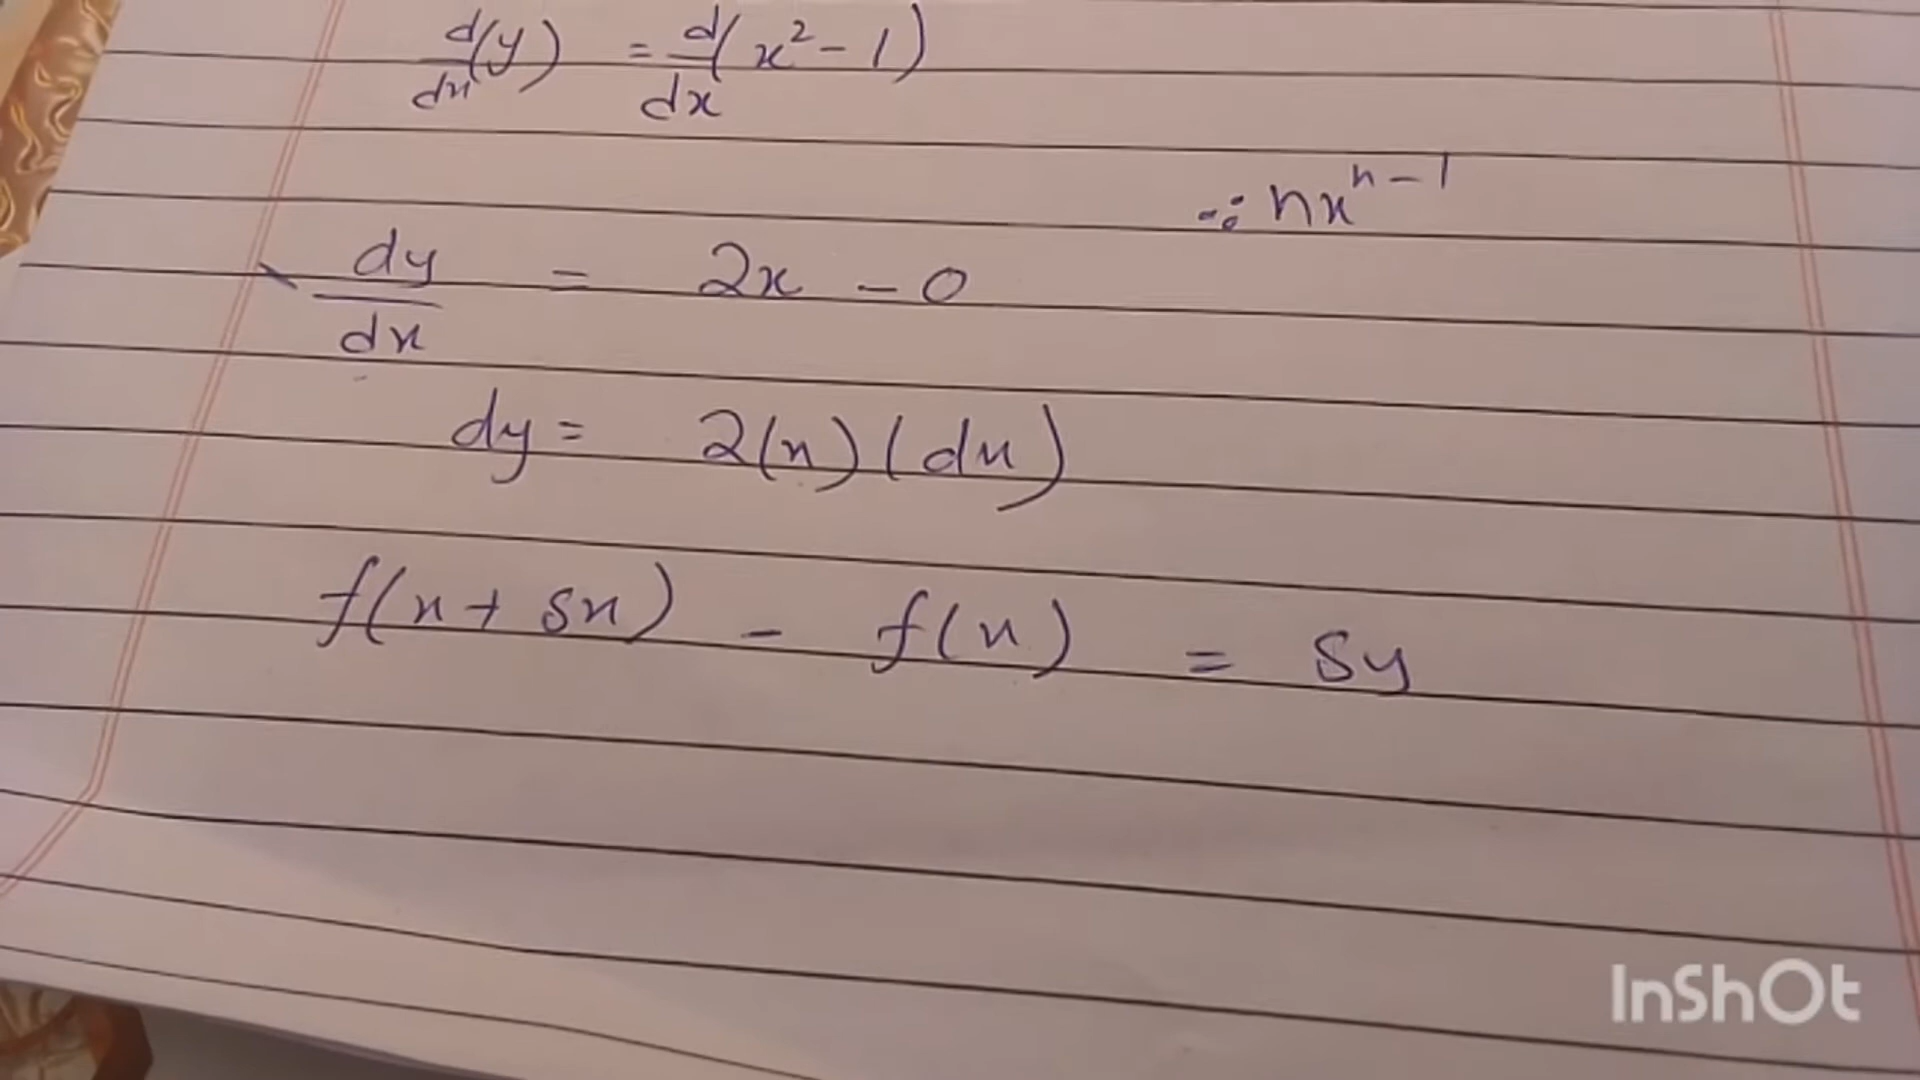 d/dx (y) = d/dx (x² - 1)
∵ nxⁿ⁻¹
dy/dx = 2x - 0
dy = 2(x)(dx)
f(x + δx) - f(x) = δy
InShOt